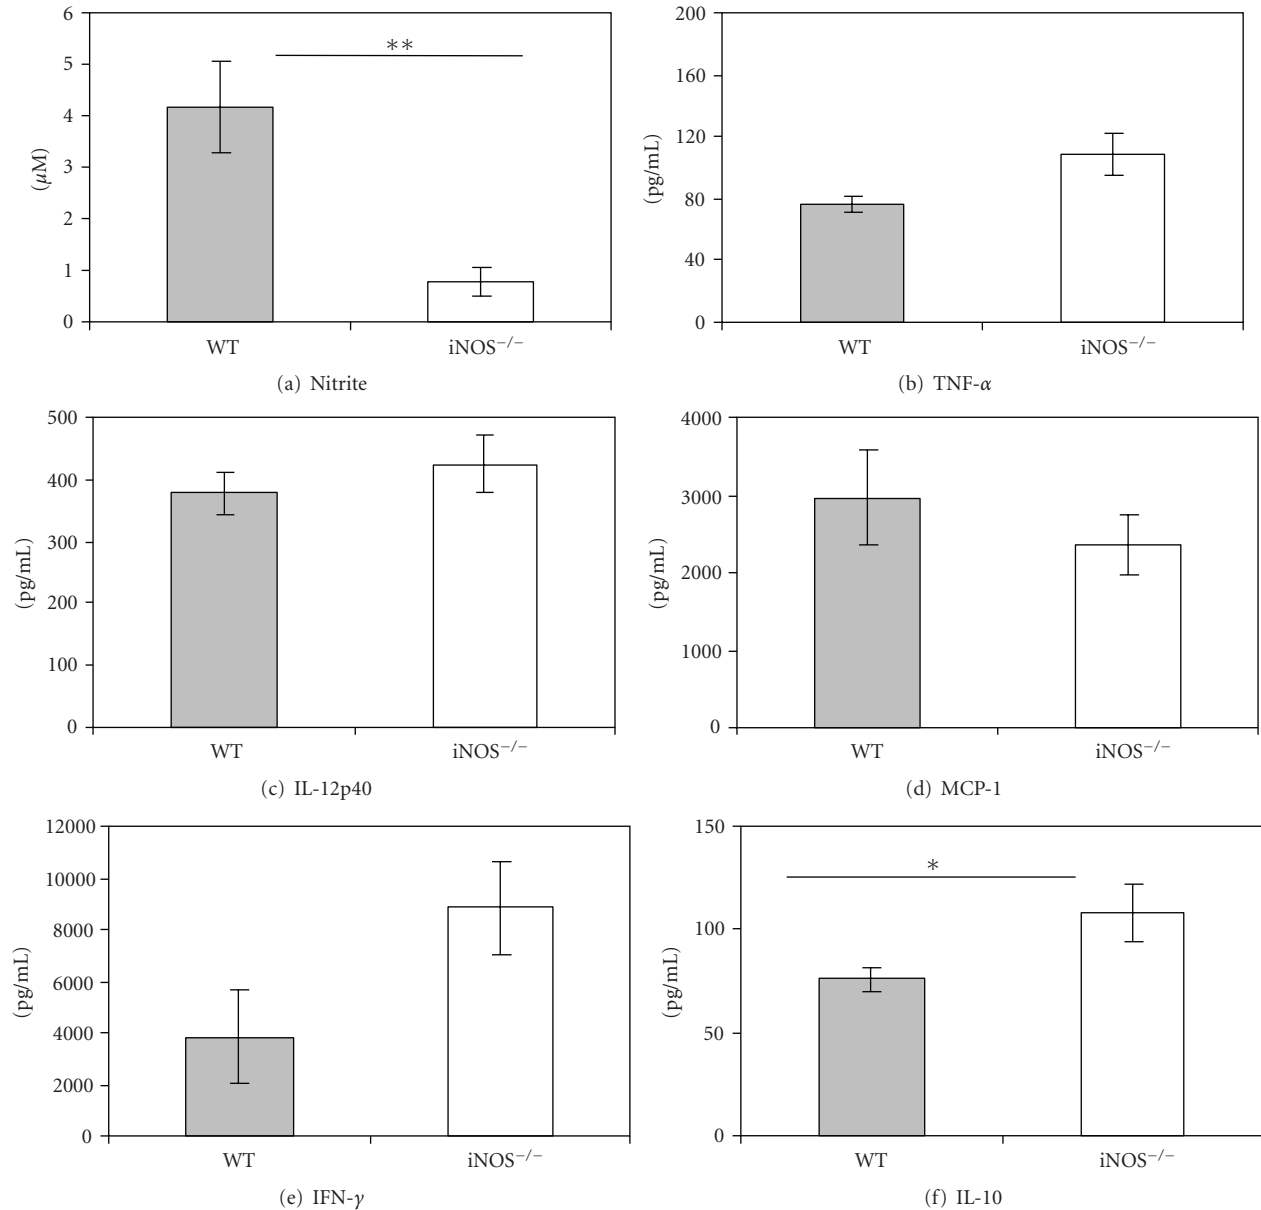 6
5
4
3
2
1
0
(µM)
**
WT
iNOS−/−
(a) Nitrite
200
160
120
80
40
0
(pg/mL)
WT
iNOS−/−
(b) TNF-α
500
400
300
200
100
0
(pg/mL)
WT
iNOS−/−
(c) IL-12p40
4000
3000
2000
1000
0
(pg/mL)
WT
iNOS−/−
(d) MCP-1
12000
10000
8000
6000
4000
2000
0
(pg/mL)
WT
iNOS−/−
(e) IFN-γ
150
100
50
0
(pg/mL)
*
WT
iNOS−/−
(f) IL-10